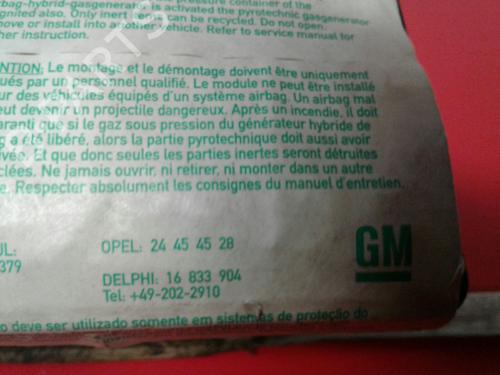 bag-hybrid-gasgenerator is activated the pyrotechnic gasgenerator
gnited also. Only inert can be recycled. Do not open,
ove or install into another vehicle. Refer to service manual for
her instruction.
ENTION: Le montage et le démontage doivent être uniquement
ués par un personnel qualifié. Le module ne peut être installé
ur des véhicules équipés d'un système airbag. Un airbag mal
eut devenir un projectile dangereux. Après un incendie, il doit
aranti que si le gaz sous pression du générateur hybride de
g a été libéré, alors la partie pyrotechnique doit aussi avoir
ivée. Et que donc seules les parties inertes seront détruites
clées. Ne jamais ouvrir, ni retirer, ni monter dans un autre
e. Respecter absolument les consignes du manuel d'entretien.
UL:
379
OPEL: 24 45 45 28
DELPHI: 16 833 904
Tel: +49-202-2910
GM
o deve ser utilizado somente em sistemas de proteção do